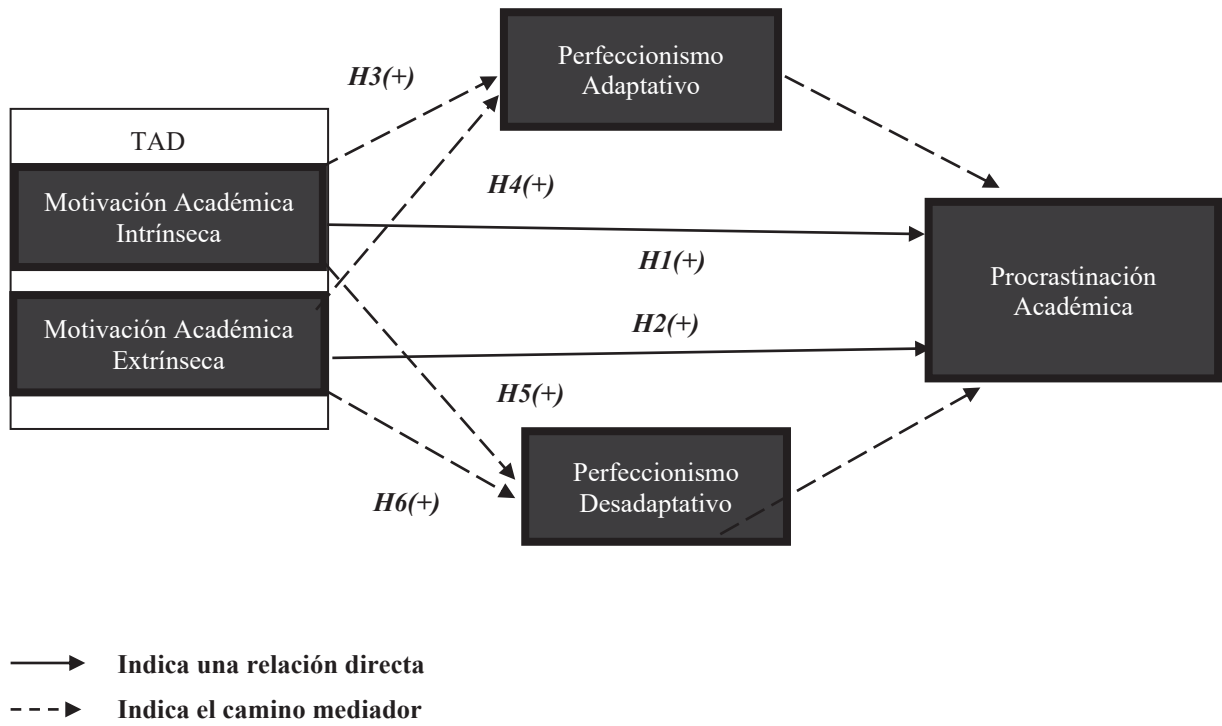 Perfeccionismo
Adaptativo
H3(+)
TAD
Motivación Académica
Intrínseca
H4(+)
H1(+)
Procrastinación
Académica
Motivación Académica
Extrínseca
H2(+)
H5(+)
Perfeccionismo
Desadaptativo
H6(+)
Indica una relación directa
Indica el camino mediador